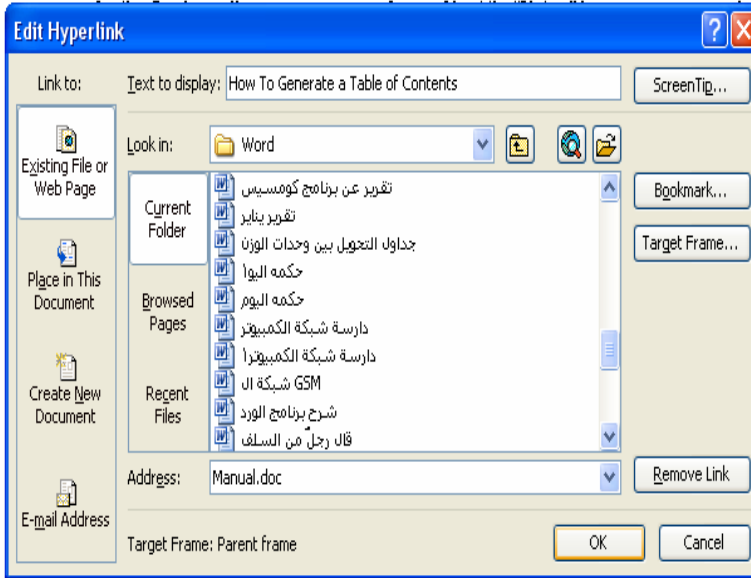 Edit Hyperlink
Link to:
Text to display: How To Generate a Table of Contents
ScreenTip...
Existing File or Web Page
Look in: Word
Current Folder
Browsed Pages
Recent Files
تقرير عن برنامج كومسيس
تقرير يناير
جداول التحويل بين وحدات الوزن
حكمه اليوا
حكمه اليوم
دارسة شبكة الكمبيوتر
دارسة شبكة الكمبيوترا
شبكة ال GSM
شرح برنامج الورد
قال رجلٌ من السلف
Bookmark...
Target Frame...
Place in This Document
Create New Document
E-mail Address
Address: Manual.doc
Remove Link
Target Frame: Parent frame
OK
Cancel